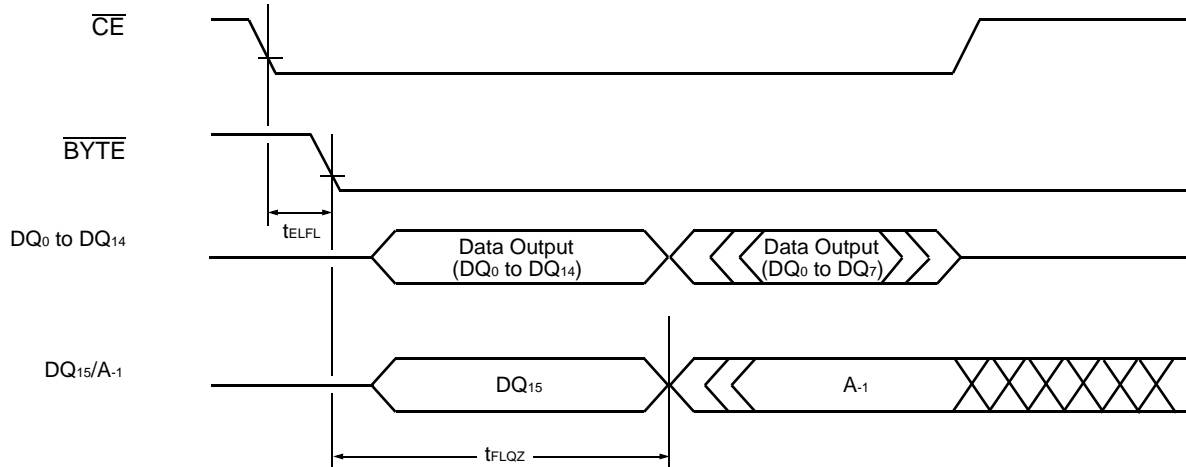 CE
BYTE
tELFL
DQ0 to DQ14
Data Output
(DQ0 to DQ14)
Data Output
(DQ0 to DQ7)
DQ15/A-1
DQ15
A-1
tFLQZ